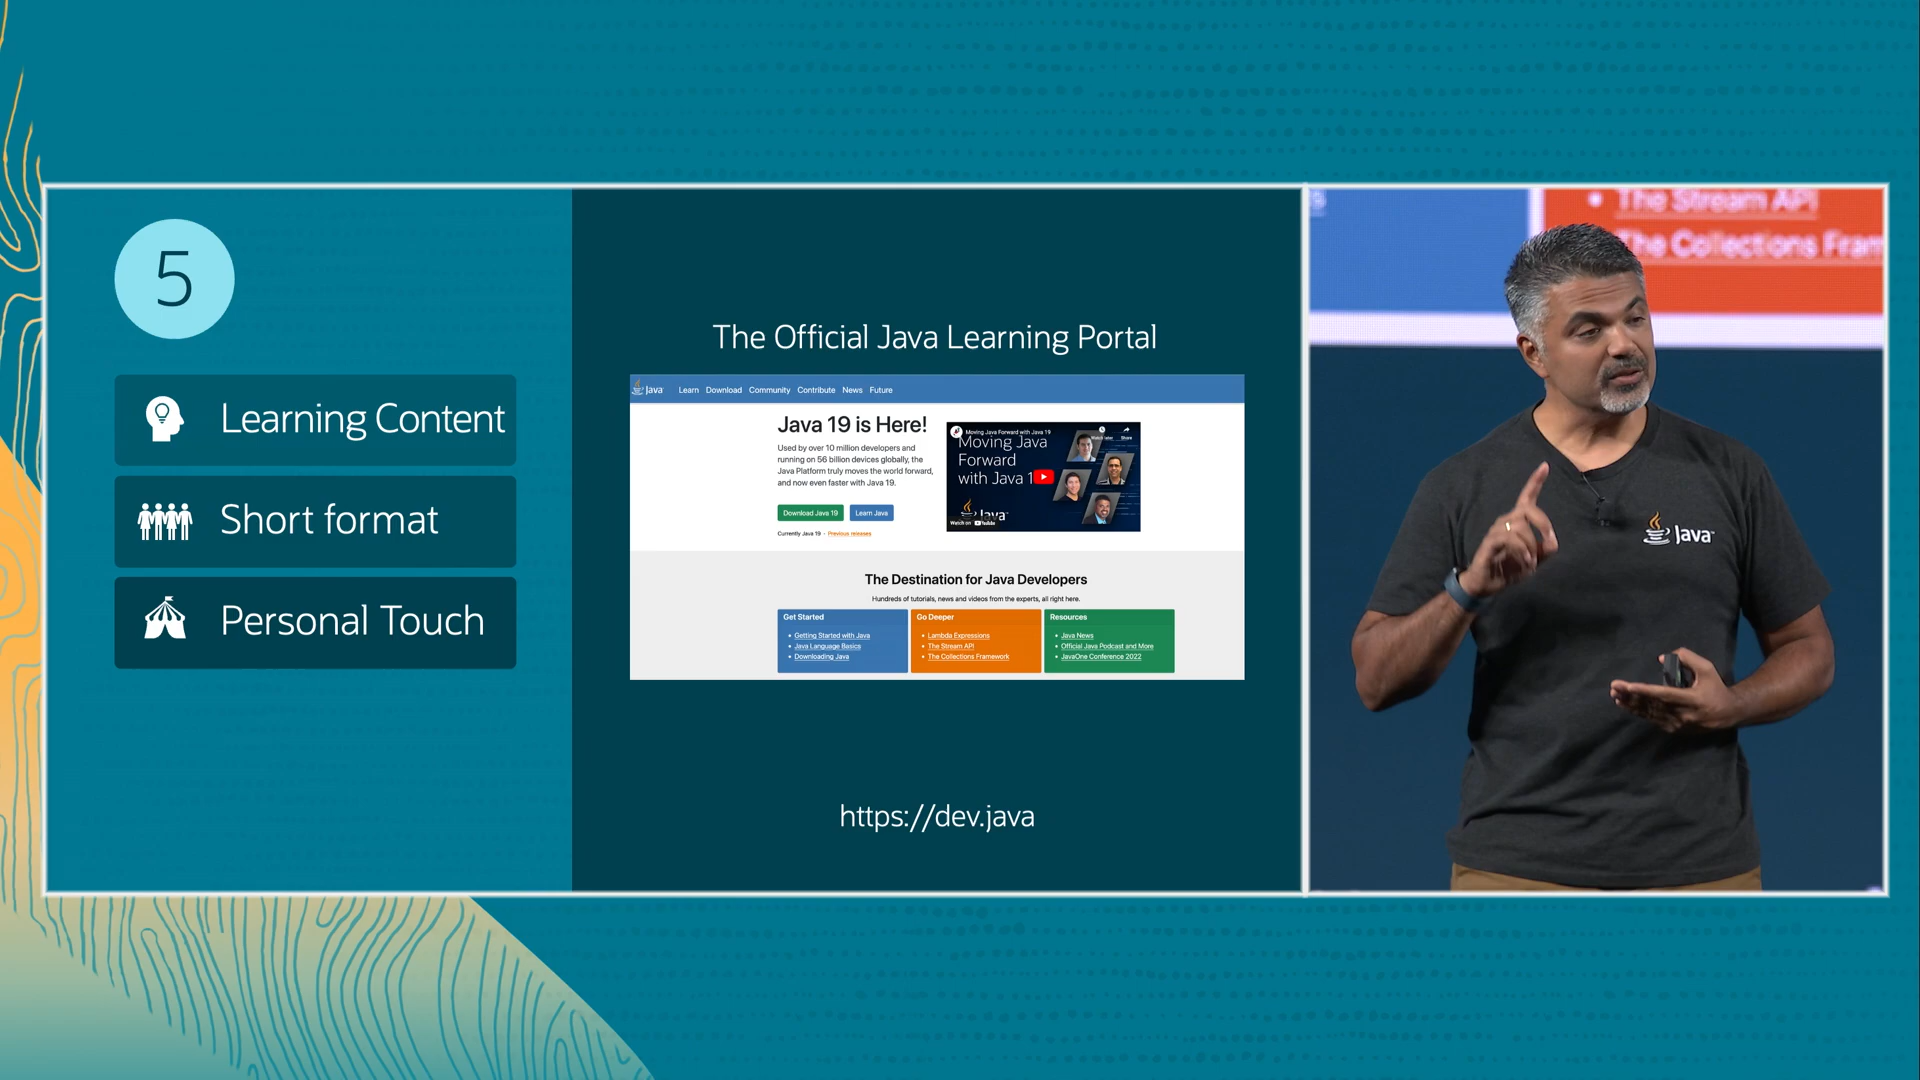 5
Learning Content
Short format
Personal Touch
The Official Java Learning Portal
Java
Learn Download Community Contribute News Future
Java 19 is Here!
Used by over 10 million developers and
running on 56 billion devices globally, the
Java Platform truly moves the world forward,
and now even faster with Java 19.
Download Java 19
Learn Java
Currently Java 19 · Previous releases
Moving Java Forward with Java 19
Watch later Share
Moving Java
Forward
with Java 1
Java
Watch on YouTube
The Destination for Java Developers
Hundreds of tutorials, news and videos from the experts, all right here.
Get Started
• Getting Started with Java
• Java Language Basics
• Downloading Java
Go Deeper
• Lambda Expressions
• The Stream API
• The Collections Framework
Resources
• Java News
• Official Java Podcast and More
• JavaOne Conference 2022
https://dev.java
• The Stream API
The Collections Fram
Java